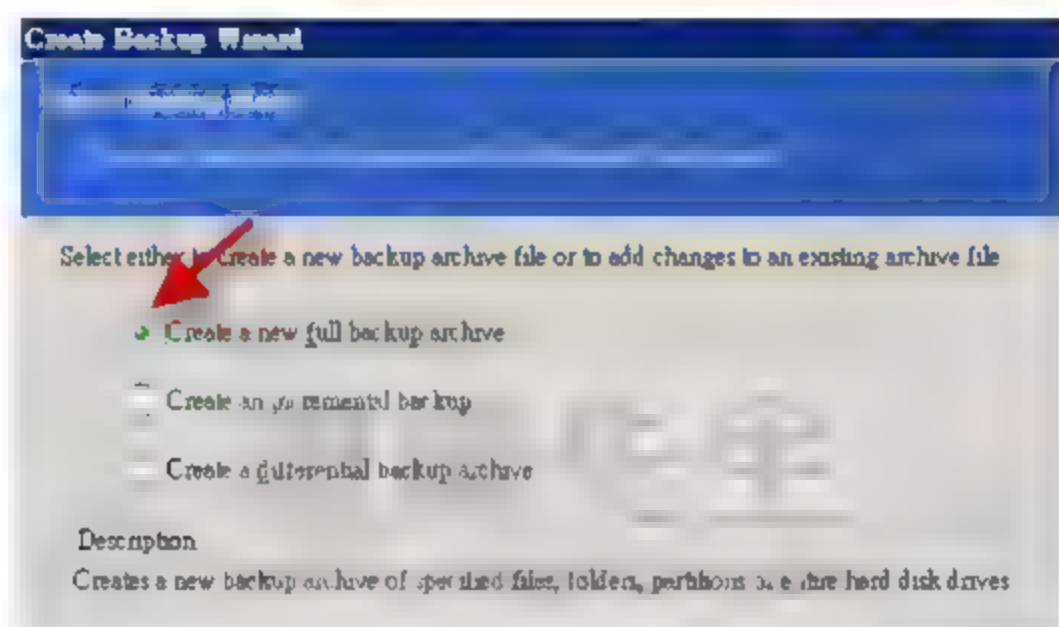 Create Backup Wizard
Select either to create a new backup archive file or to add changes to an existing archive file
Create a new full backup archive
Create an incremental backup
Create a differential backup archive
Description
Creates a new backup archive of specified files, folders, partitions or entire hard disk drives